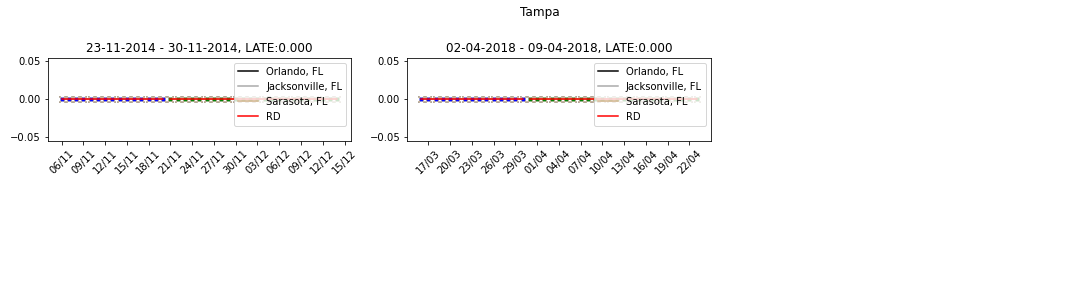 Tampa
23-11-2014 - 30-11-2014, LATE:0.000
0.05
0.00
−0.05
Orlando, FL
Jacksonville, FL
Sarasota, FL
RD
06/11 09/11 12/11 15/11 18/11 21/11 24/11 27/11 30/11 03/12 06/12 09/12 12/12 15/12
02-04-2018 - 09-04-2018, LATE:0.000
0.05
0.00
−0.05
Orlando, FL
Jacksonville, FL
Sarasota, FL
RD
17/03 20/03 23/03 26/03 29/03 01/04 04/04 07/04 10/04 13/04 16/04 19/04 22/04